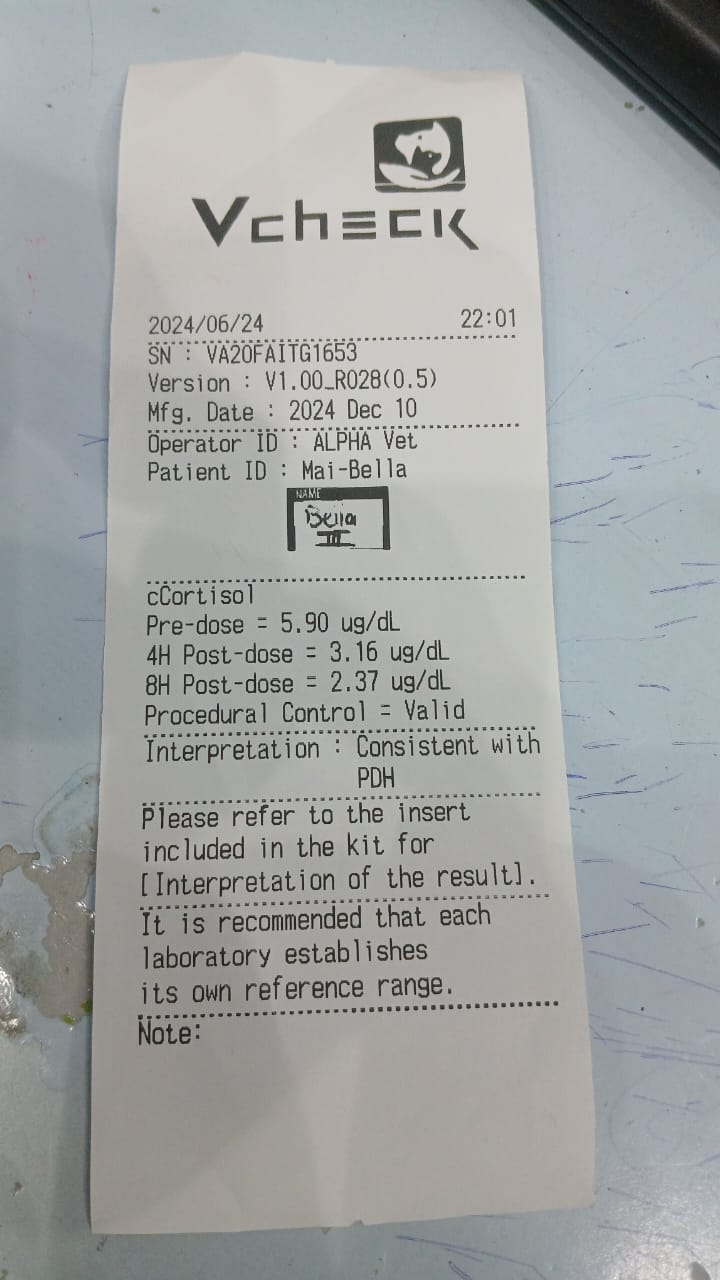 Vcheck
2024/06/24 22:01
SN : VA20FAITG1653
Version : V1.00_R028(0.5)
Mfg. Date : 2024 Dec 10
Operator ID : ALPHA Vet
Patient ID : Mai-Bella
NAME
Bella
III
cCortisol
Pre-dose = 5.90 ug/dL
4H Post-dose = 3.16 ug/dL
8H Post-dose = 2.37 ug/dL
Procedural Control = Valid
Interpretation : Consistent with
PDH
Please refer to the insert
included in the kit for
[Interpretation of the result].
It is recommended that each
laboratory establishes
its own reference range.
Note: